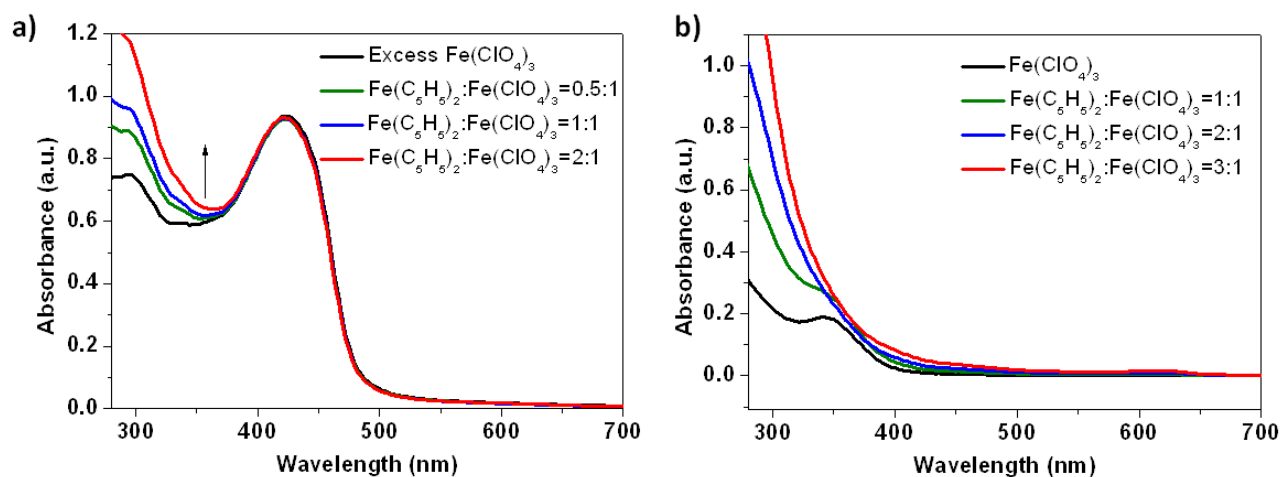 a)
1.2
1.0
0.8
0.6
0.4
0.2
0.0
Absorbance (a.u.)
Excess Fe(ClO₄)₃
Fe(C₅H₅)₂:Fe(ClO₄)₃=0.5:1
Fe(C₅H₅)₂:Fe(ClO₄)₃=1:1
Fe(C₅H₅)₂:Fe(ClO₄)₃=2:1
300 400 500 600 700
Wavelength (nm)
b)
1.0
0.8
0.6
0.4
0.2
0.0
Absorbance (a.u.)
Fe(ClO₄)₃
Fe(C₅H₅)₂:Fe(ClO₄)₃=1:1
Fe(C₅H₅)₂:Fe(ClO₄)₃=2:1
Fe(C₅H₅)₂:Fe(ClO₄)₃=3:1
300 400 500 600 700
Wavelength (nm)